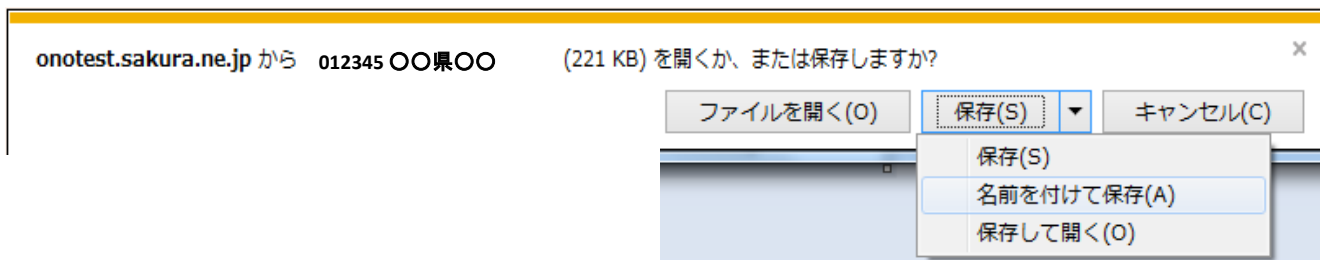 onotest.sakura.ne.jp から 012345 〇〇県〇〇 (221 KB) を開くか、または保存しますか?
ファイルを開く(O) 保存(S) キャンセル(C)
保存(S)
名前を付けて保存(A)
保存して開く(O)